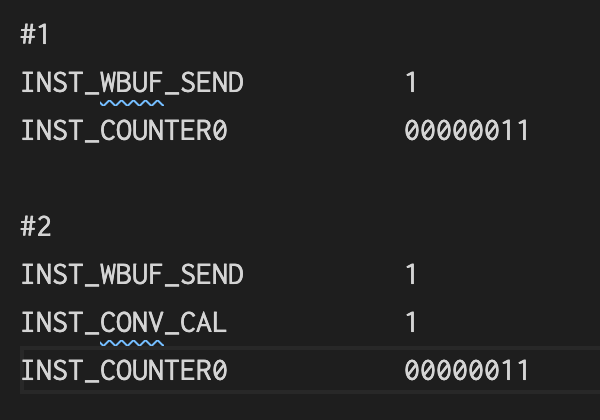 #1
INST_WBUF_SEND 1
INST_COUNTER0 00000011
#2
INST_WBUF_SEND 1
INST_CONV_CAL 1
INST_COUNTER0 00000011